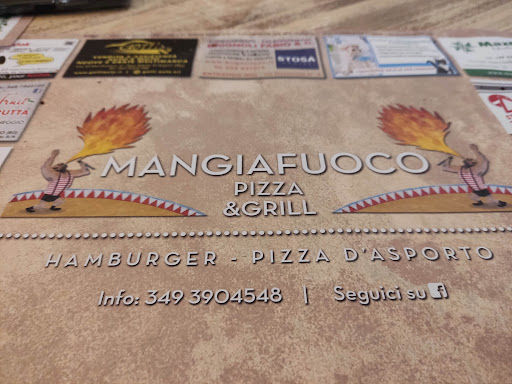 STOSA
MANGIAFUOCO
PIZZA
&GRILL
HAMBURGER - PIZZA D'ASPORTO
Info: 349 3904548 | Seguici su f